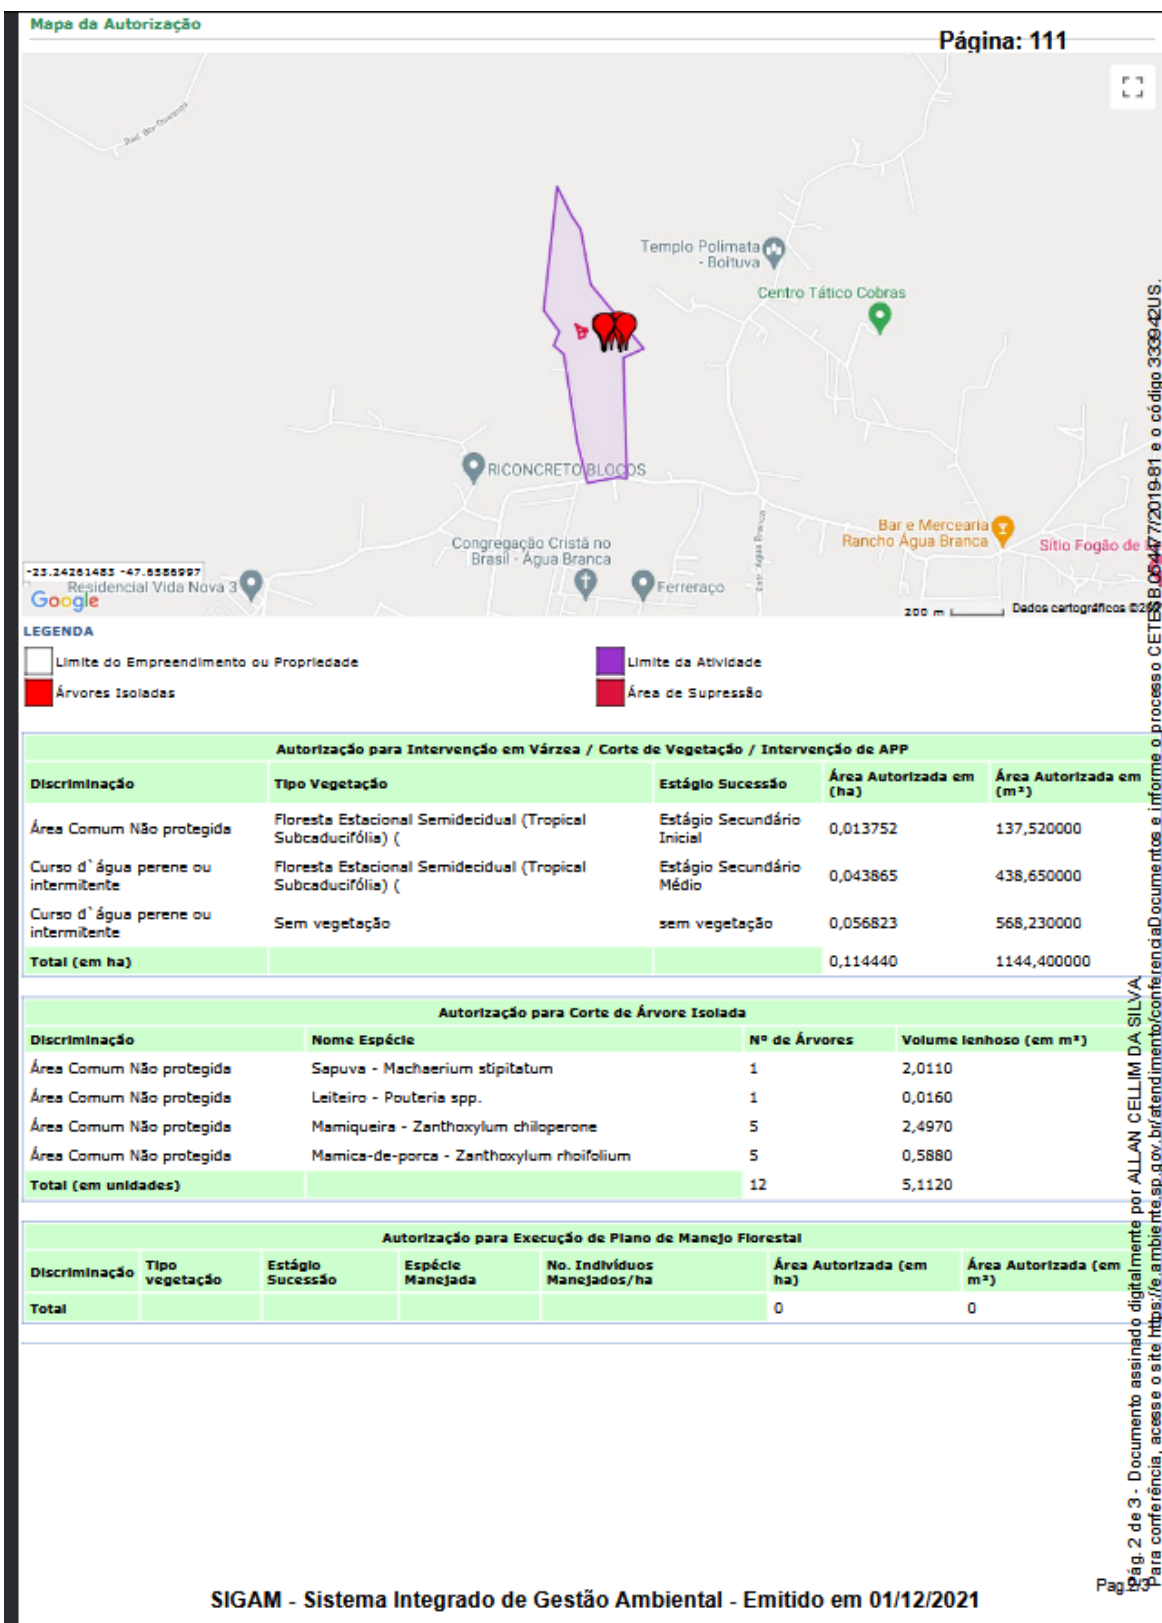 Mapa da Autorização
Página: 111
Templo Polimata
- Boituva
Centro Tático Cobras
RICONCRETO BLOCOS
Congregação Cristã no
Brasil - Água Branca
Ferreraço
Estr. Água Branca
Bar e Mercearia
Rancho Água Branca
Sítio Fogão de
-23.24261483 -47.6586997
Residencial Vida Nova 3
Google
200 m
Dados cartográficos
LEGENDA
Limite do Empreendimento ou Propriedade
Limite da Atividade
Árvores Isoladas
Área de Supressão
Autorização para Intervenção em Várzea / Corte de Vegetação / Intervenção de APP
Discriminação Tipo Vegetação Estágio Sucessão Área Autorizada em (ha) Área Autorizada em (m²)
Área Comum Não protegida Floresta Estacional Semidecidual (Tropical Subcaducifólia) ( Estágio Secundário Inicial 0,013752 137,520000
Curso d`água perene ou intermitente Floresta Estacional Semidecidual (Tropical Subcaducifólia) ( Estágio Secundário Médio 0,043865 438,650000
Curso d`água perene ou intermitente Sem vegetação sem vegetação 0,056823 568,230000
Total (em ha) 0,114440 1144,400000
Autorização para Corte de Árvore Isolada
Discriminação Nome Espécie Nº de Árvores Volume lenhoso (em m³)
Área Comum Não protegida Sapuva - Machaerium stipitatum 1 2,0110
Área Comum Não protegida Leiteiro - Pouteria spp. 1 0,0160
Área Comum Não protegida Mamiqueira - Zanthoxylum chiloperone 5 2,4970
Área Comum Não protegida Mamica-de-porca - Zanthoxylum rhoifolium 5 0,5880
Total (em unidades) 12 5,1120
Autorização para Execução de Plano de Manejo Florestal
Discriminação Tipo vegetação Estágio Sucessão Espécie Manejada No. Indivíduos Manejados/ha Área Autorizada (em ha) Área Autorizada (em m²)
Total 0 0
SIGAM - Sistema Integrado de Gestão Ambiental - Emitido em 01/12/2021
Pag.2/3
Pág. 2 de 3 - Documento assinado digitalmente por ALLAN CELLIM DA SILVA.
Para conferência, acesse o site https://e.ambiente.sp.gov.br/atendimento/conferenciaDocumentos e informe o processo CETESB.054477/2019-81 e o código 333942US.